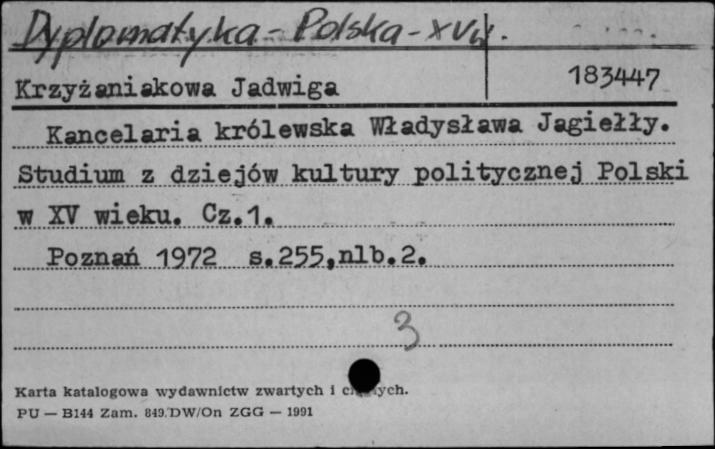 Dyplomatyka - Polska - XV w.
Krzyżaniakowa Jadwiga 183447
Kancelaria królewska Władysława Jagiełły.
Studium z dziejów kultury politycznej Polski
w XV wieku. Cz.1.
Poznań 1972 s.255,nlb.2.
3
Karta katalogowa wydawnictw zwartych i
PU — B144 Zam. 849. DW/On ZGG — 1991